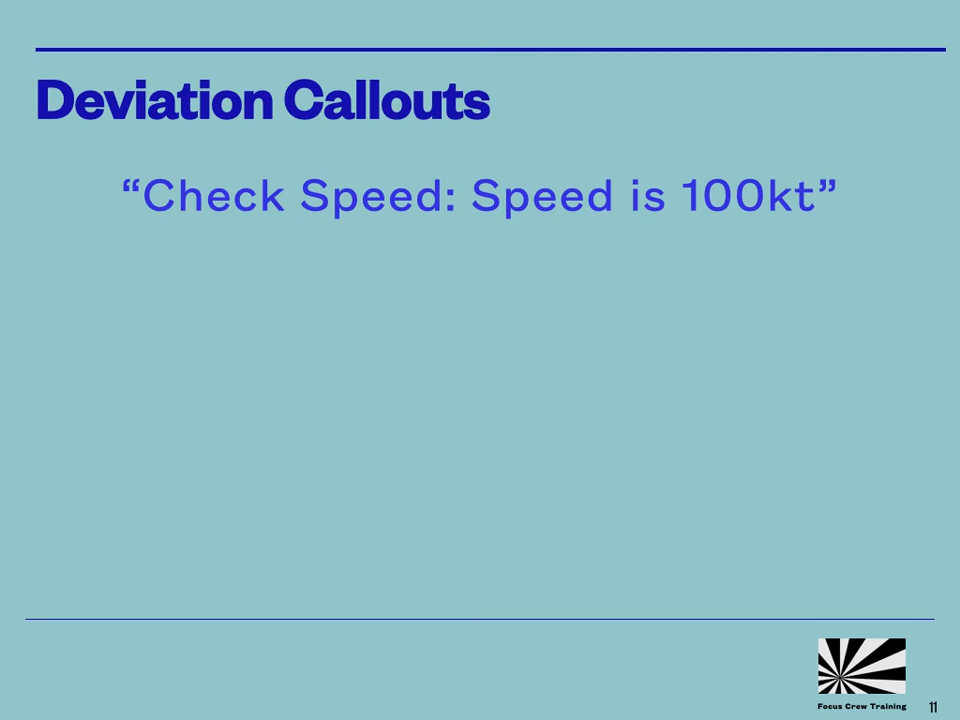 Deviation Callouts
“Check Speed: Speed is 100kt”
Focus Crew Training
11